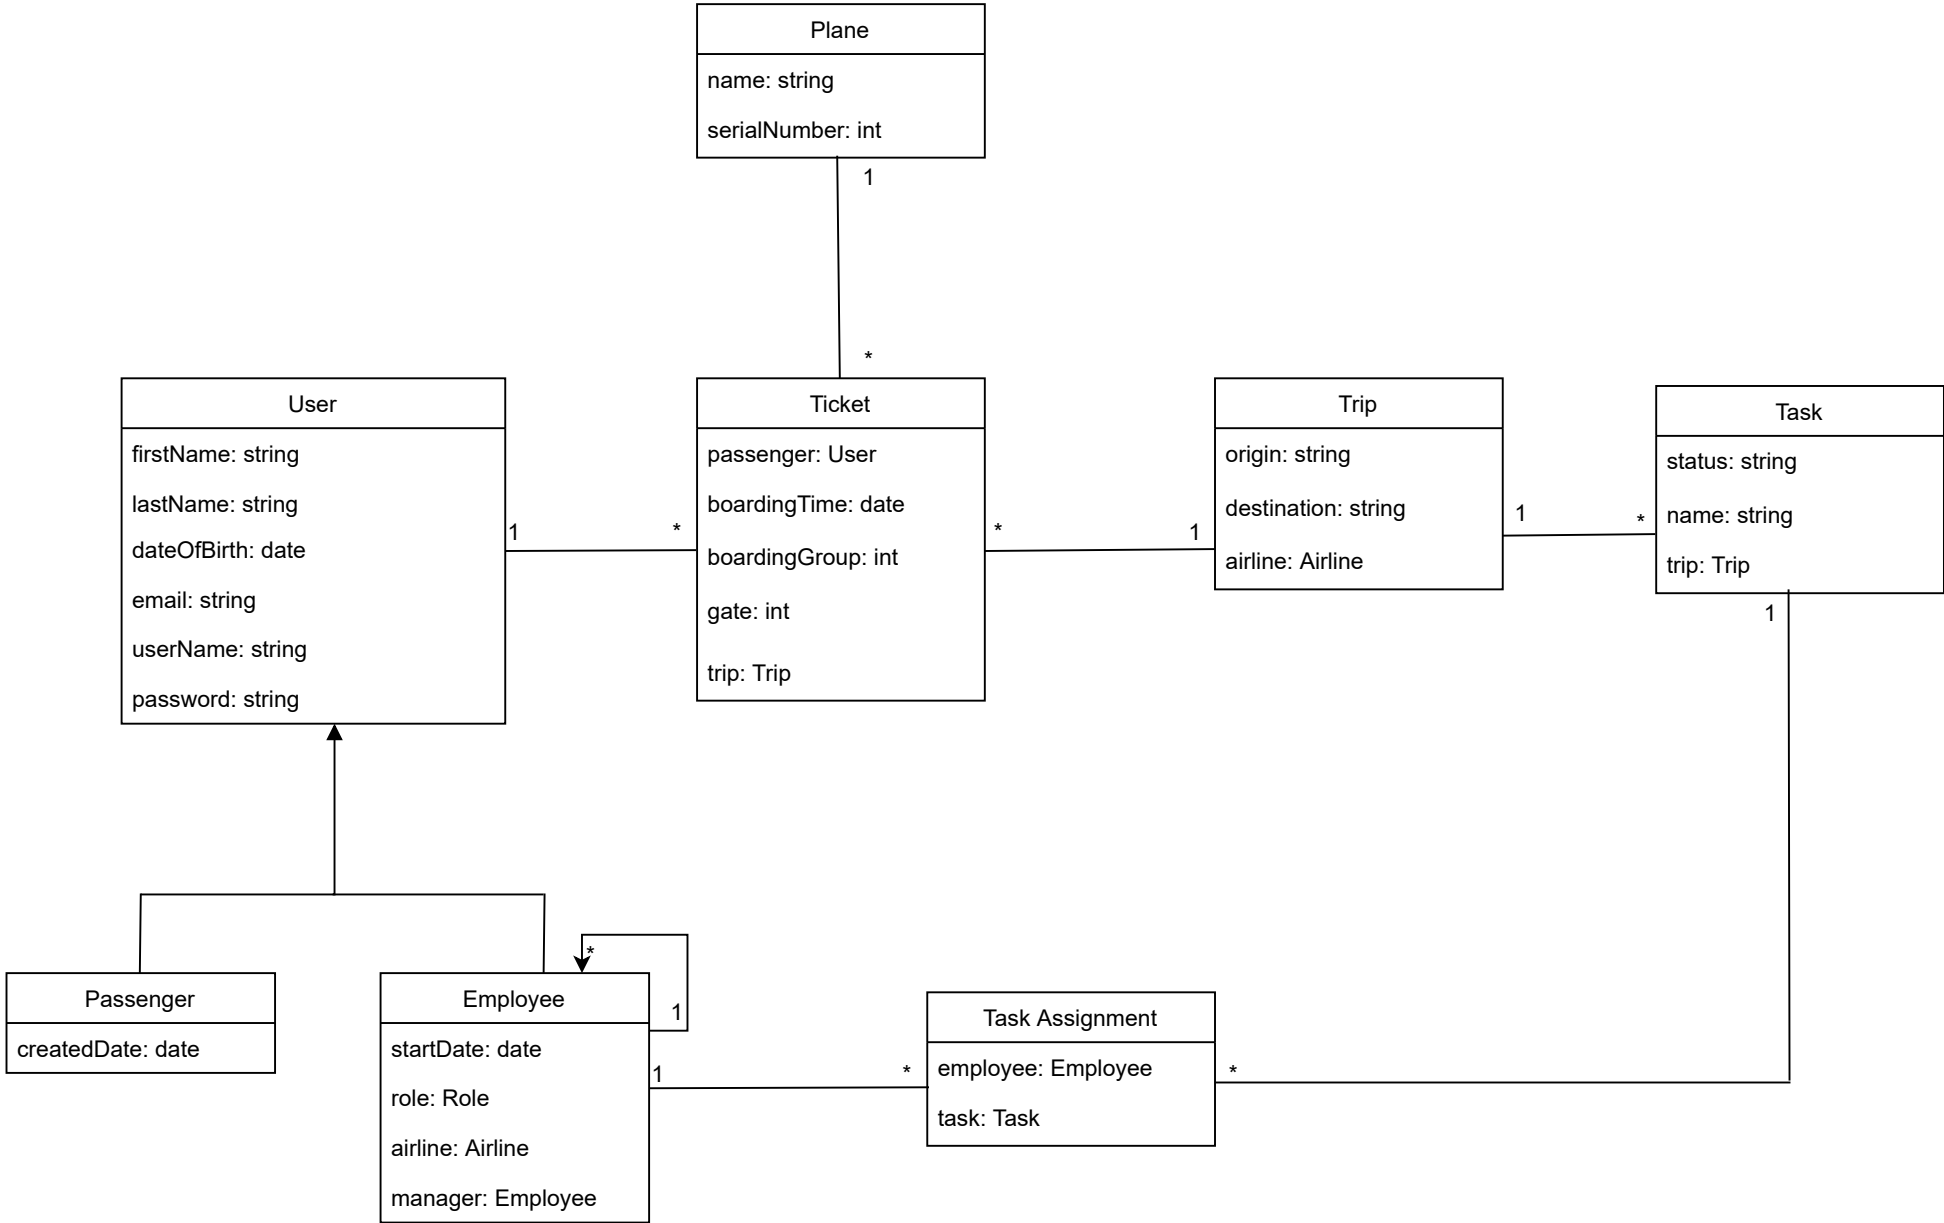 Plane
name: string
serialNumber: int
1
*
User
firstName: string
lastName: string
dateOfBirth: date
email: string
userName: string
password: string
1
*
Ticket
passenger: User
boardingTime: date
boardingGroup: int
gate: int
trip: Trip
*
1
Trip
origin: string
destination: string
airline: Airline
1
*
Task
status: string
name: string
trip: Trip
1
Passenger
createdDate: date
Employee
startDate: date
role: Role
airline: Airline
manager: Employee
*
1
1
*
Task Assignment
employee: Employee
task: Task
*